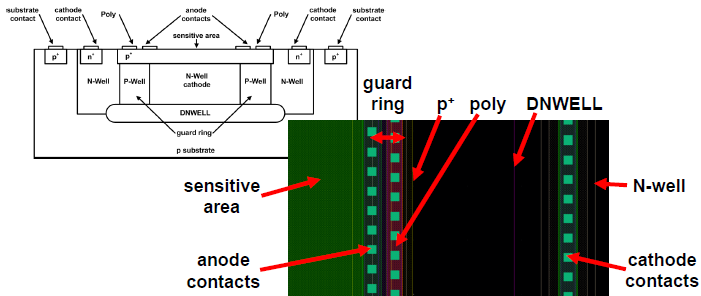 substrate
contact
cathode
contact
Poly
anode
contacts
sensitive area
Poly
cathode
contact
substrate
contact
p+
n+
p+
n+
p+
N-Well
P-Well
N-Well
cathode
P-Well
N-Well
DNWELL
guard ring
p substrate
guard
ring
p+
poly
DNWELL
sensitive
area
N-well
anode
contacts
cathode
contacts